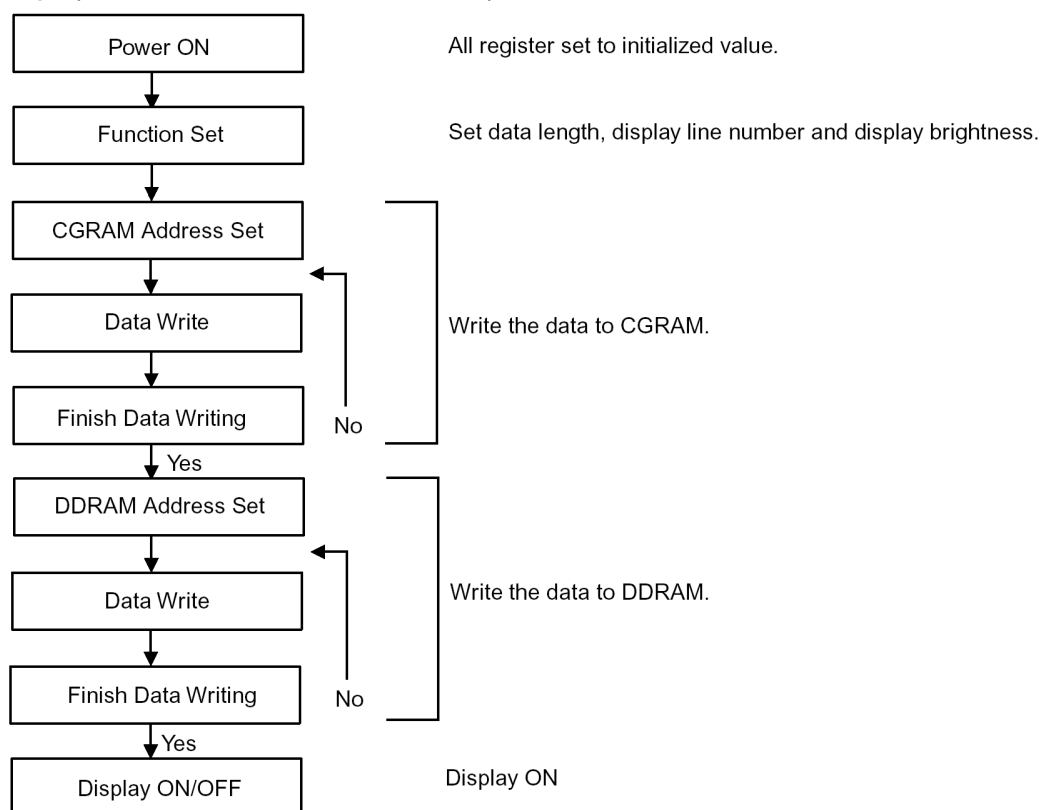 Power ON
All register set to initialized value.
Function Set
Set data length, display line number and display brightness.
CGRAM Address Set
Data Write
Write the data to CGRAM.
Finish Data Writing
No
Yes
DDRAM Address Set
Data Write
Write the data to DDRAM.
Finish Data Writing
No
Yes
Display ON/OFF
Display ON